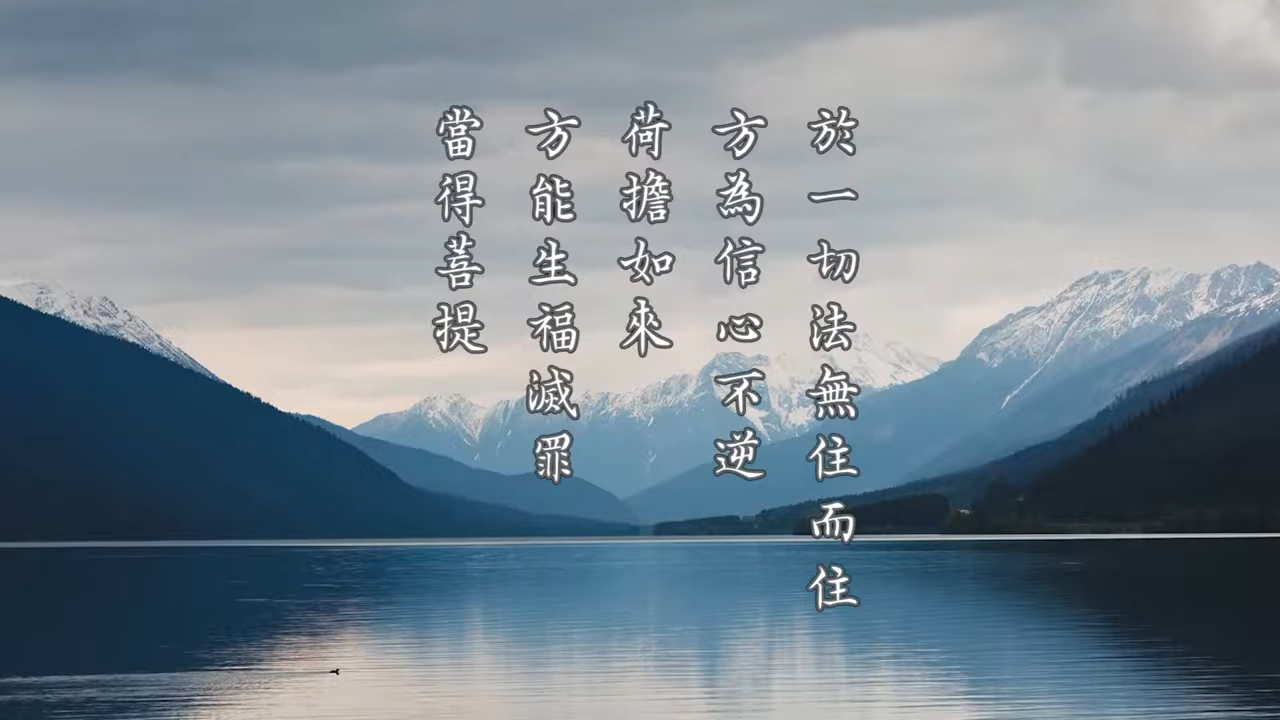 於一切法無住而住
方為信心不逆
荷擔如來
方能生福滅罪
當得菩提